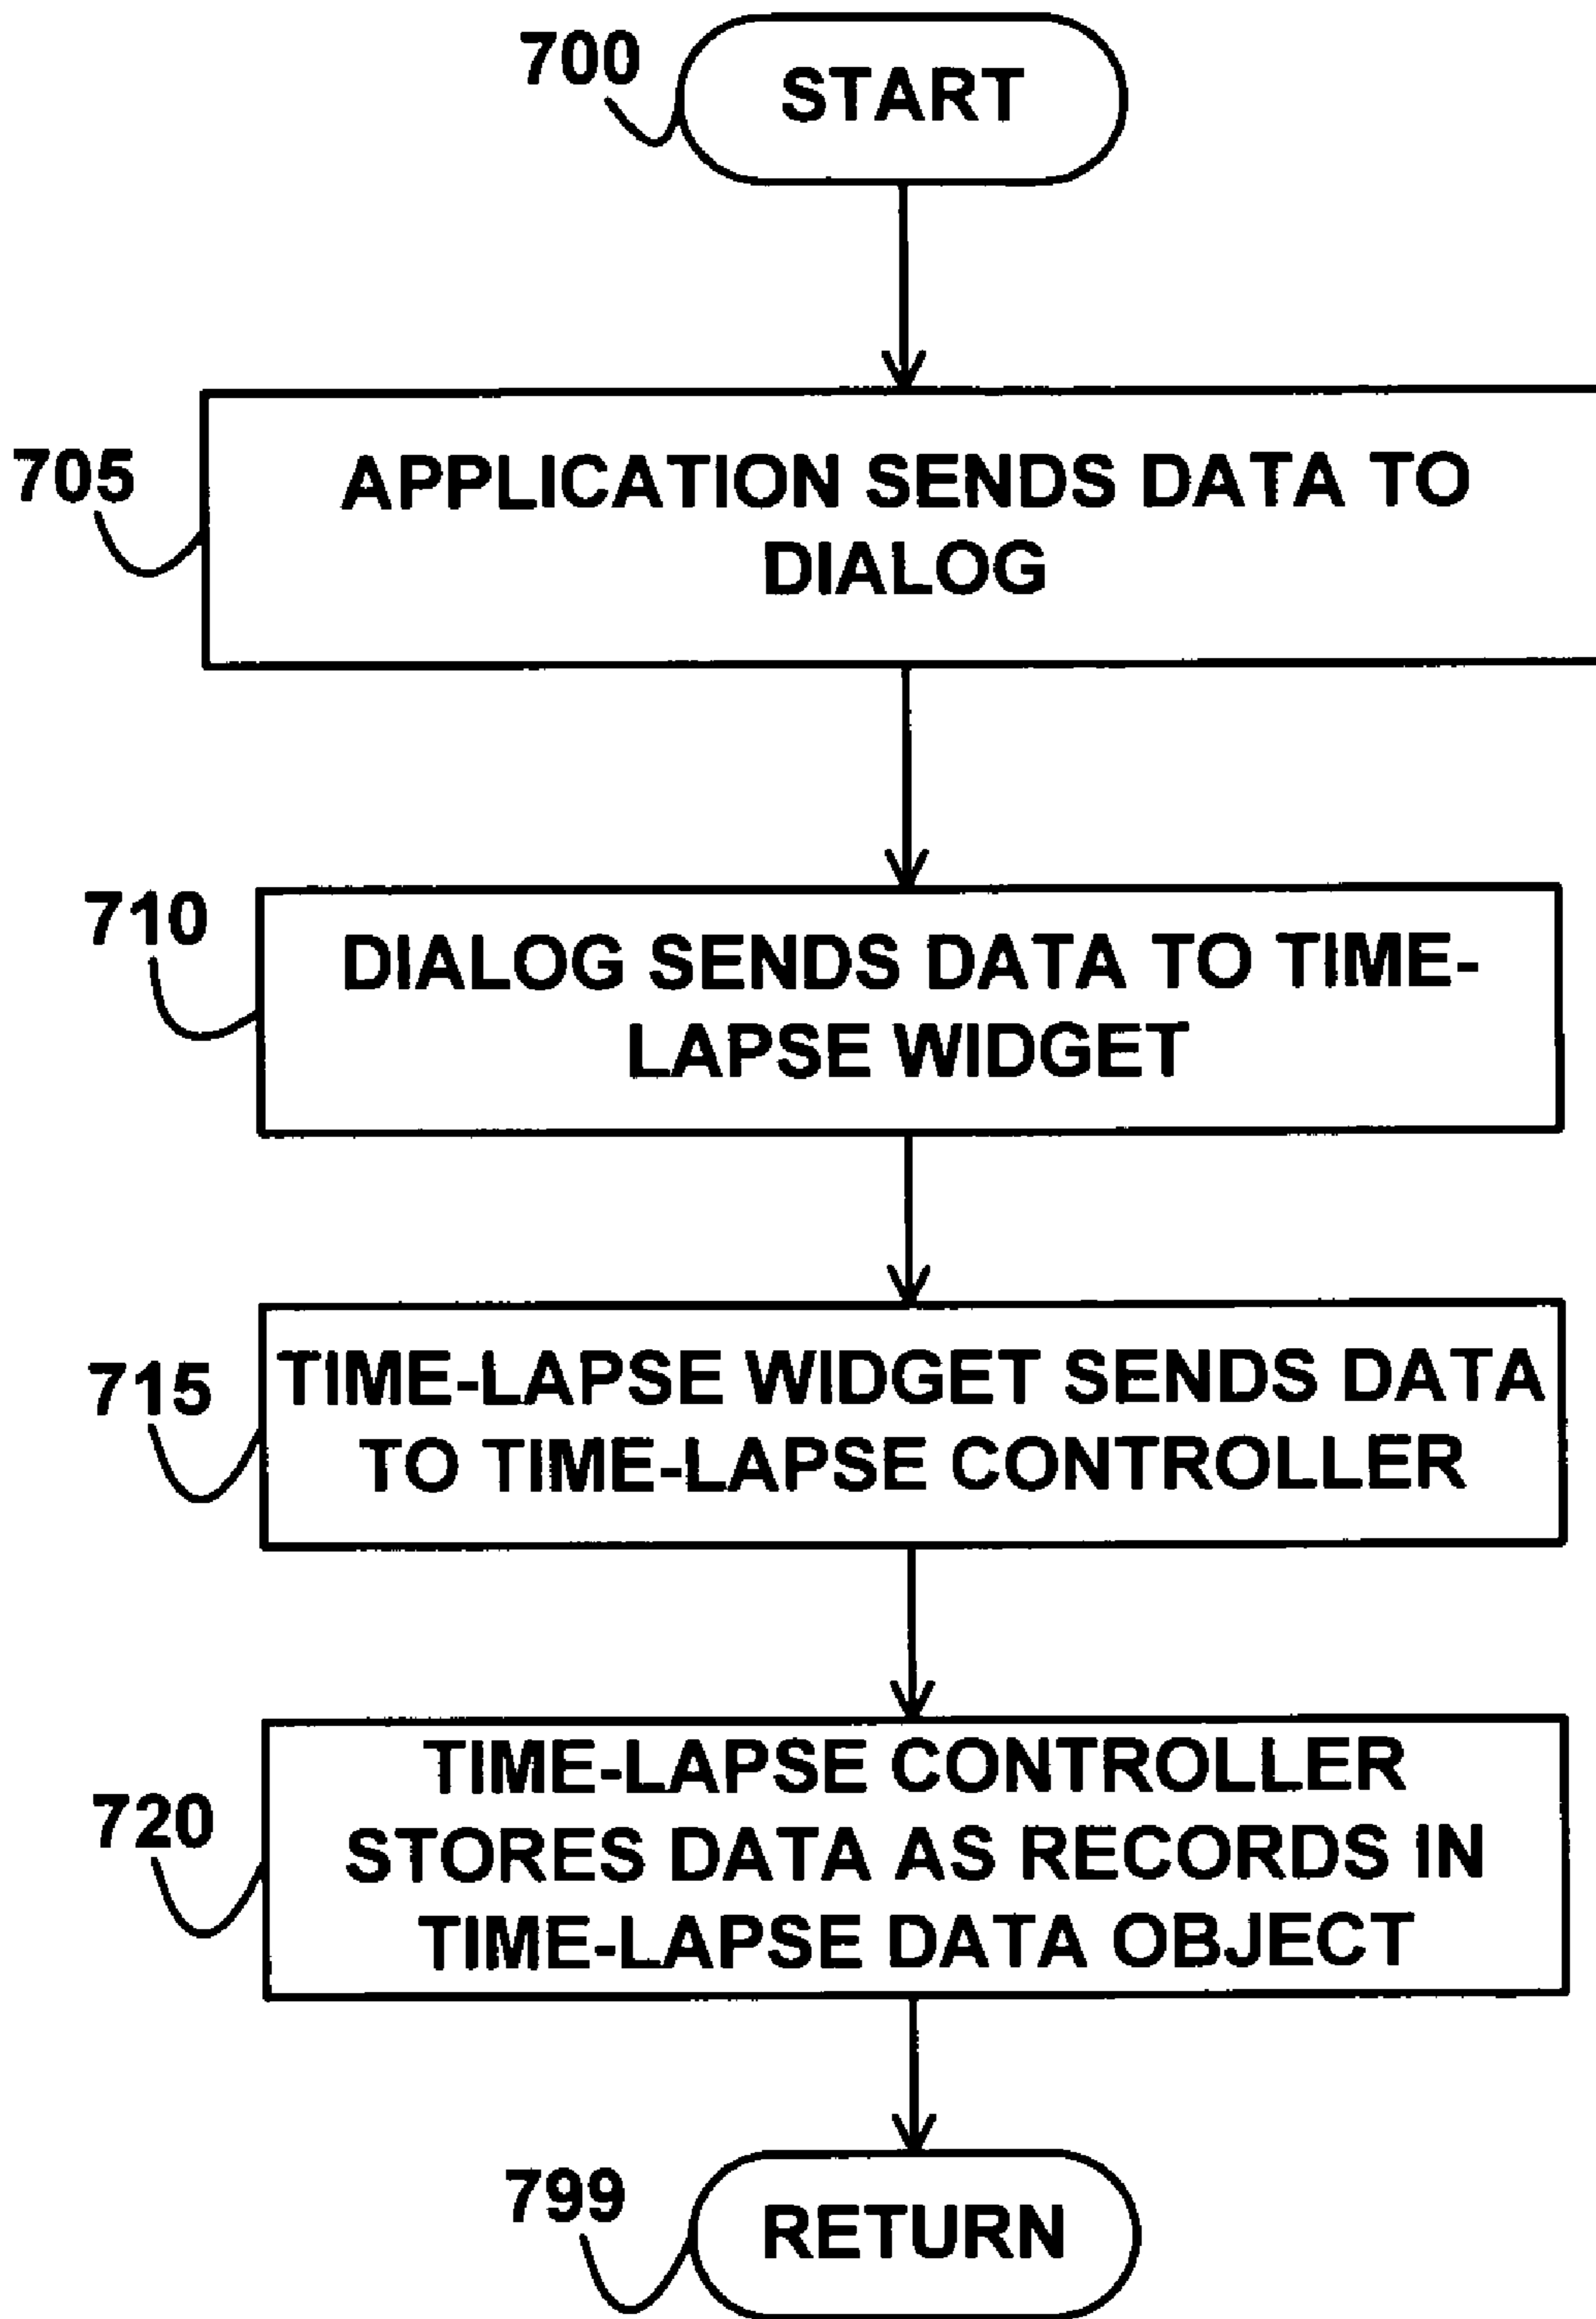 700
START
705
APPLICATION SENDS DATA TO
DIALOG
710
DIALOG SENDS DATA TO TIME-
LAPSE WIDGET
715
TIME-LAPSE WIDGET SENDS DATA
TO TIME-LAPSE CONTROLLER
720
TIME-LAPSE CONTROLLER
STORES DATA AS RECORDS IN
TIME-LAPSE DATA OBJECT
799
RETURN